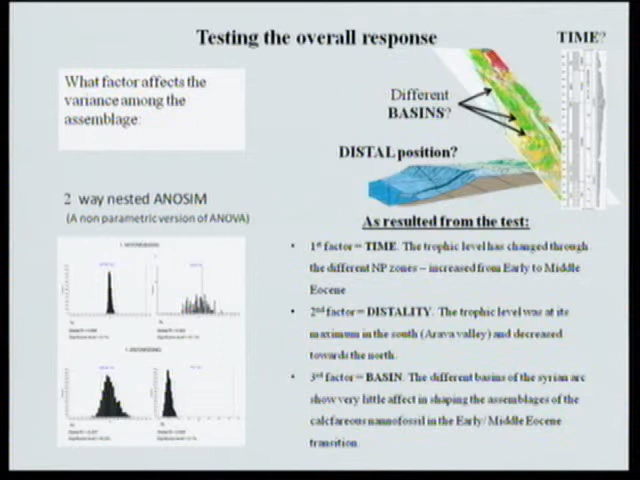 Testing the overall response
TIME?
What factor affects the
variance among the
assemblage:
Different
BASINS?
DISTAL position?
2 way nested ANOSIM
(A non parametric version of ANOVA)
As resulted from the test:
• 1st factor = TIME. The trophic level has changed through
the different NP zones – increased from Early to Middle
Eocene
• 2nd factor = DISTALITY. The trophic level was at its
maximum in the south (Arava valley) and decreased
towards the north.
• 3rd factor = BASIN. The different basins of the syrian arc
show very little affect in shaping the assemblages of the
calcfareous nannofossil in the Early/ Middle Eocene
transition.